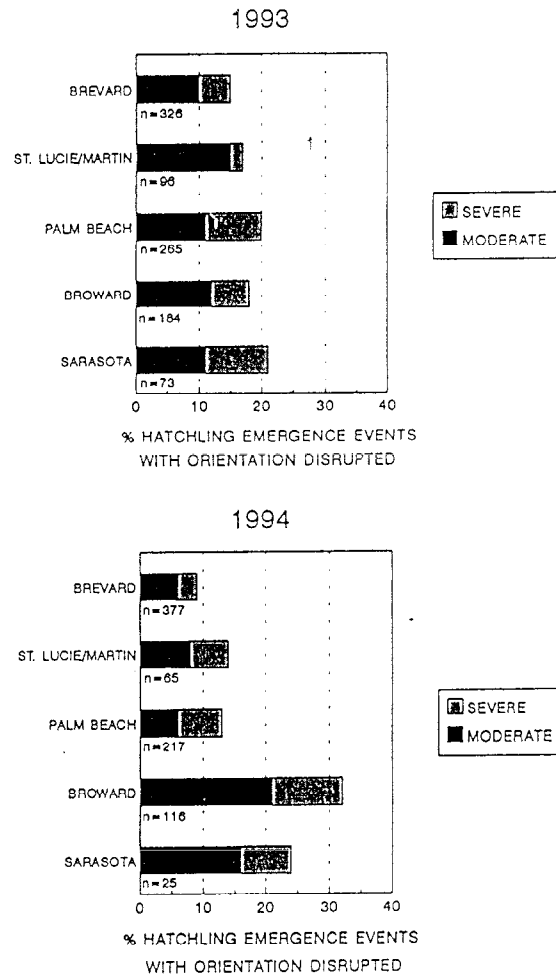 1993
BREVARD
n=326
ST. LUCIE/MARTIN
n=96
PALM BEACH
n=265
BROWARD
n=184
SARASOTA
n=73
0 10 20 30 40
% HATCHLING EMERGENCE EVENTS
WITH ORIENTATION DISRUPTED
SEVERE
MODERATE
1994
BREVARD
n=377
ST. LUCIE/MARTIN
n=65
PALM BEACH
n=217
BROWARD
n=116
SARASOTA
n=25
0 10 20 30 40
% HATCHLING EMERGENCE EVENTS
WITH ORIENTATION DISRUPTED
SEVERE
MODERATE